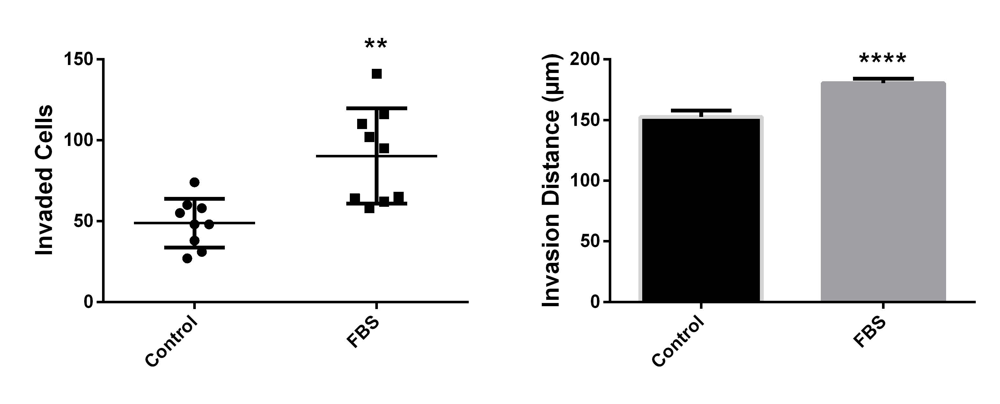 **
150
100
50
0
Invaded Cells
Control
FBS
****
200
150
100
50
0
Invasion Distance (µm)
Control
FBS